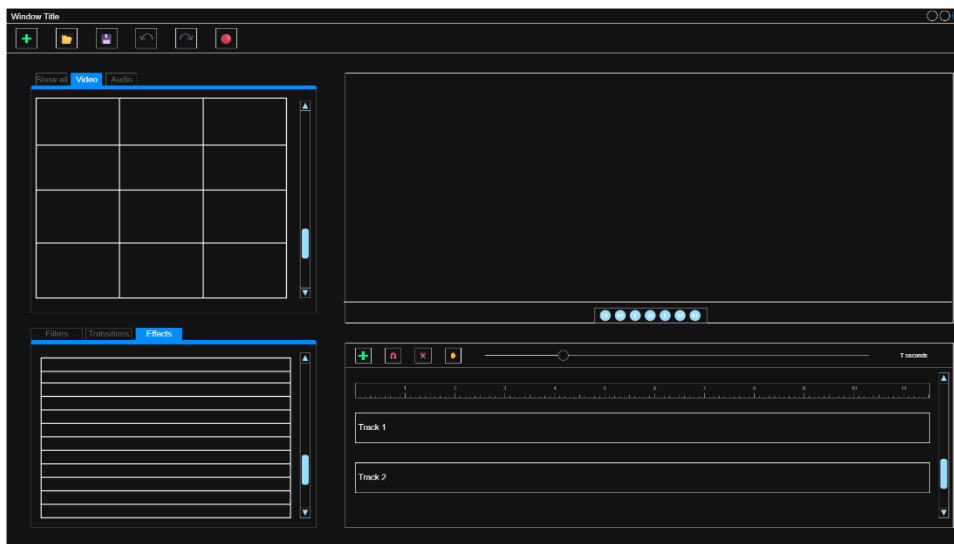 Window Title
Show all Video Audio
Filters Transitions Effects
T seconds
1 2 3 4 5 6 7 8 9 10 11
Track 1
Track 2